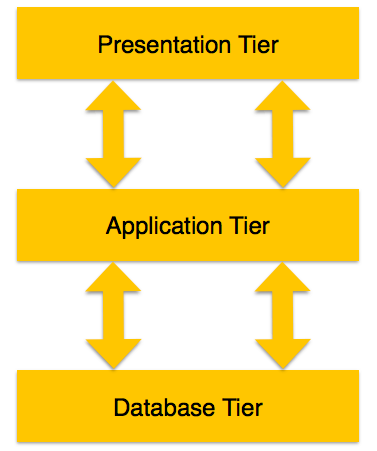 Presentation Tier
Application Tier
Database Tier